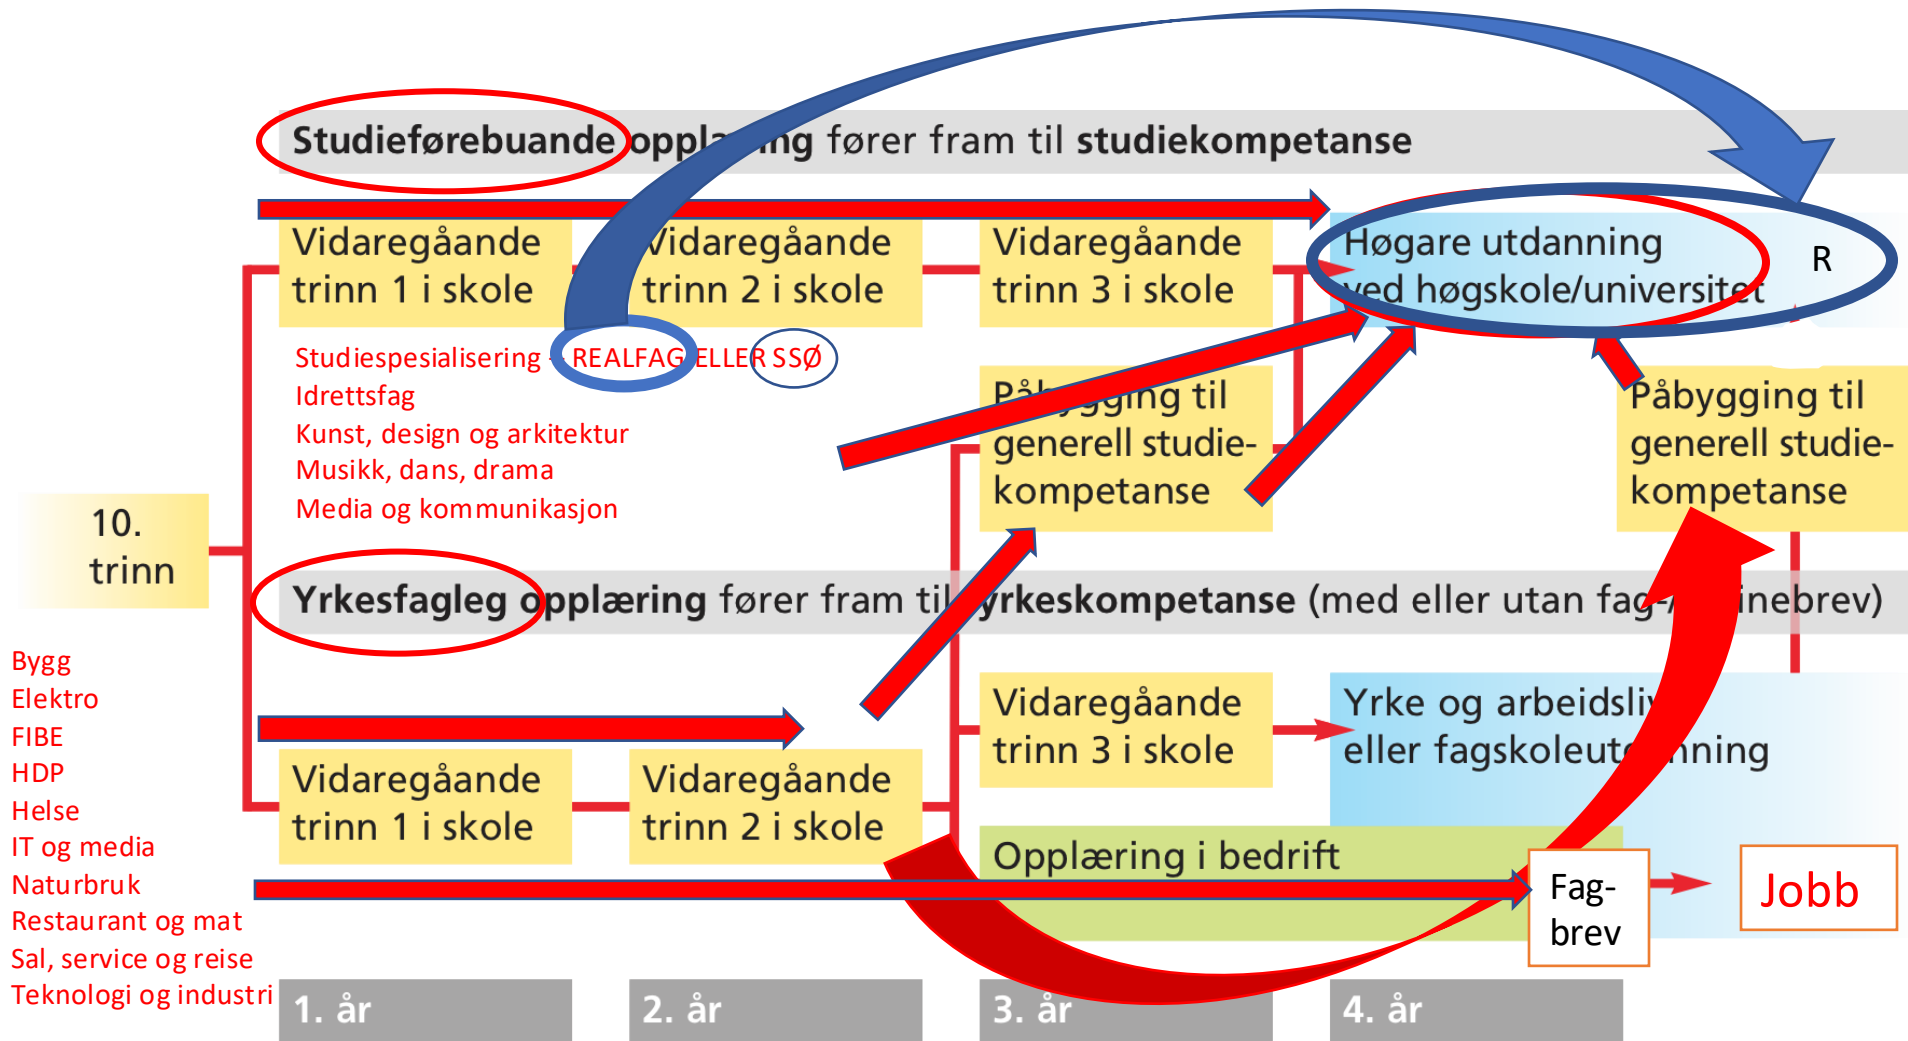 Studieførebuande opplæring fører fram til studiekompetanse
Vidaregåande
trinn 1 i skole
Vidaregåande
trinn 2 i skole
Vidaregåande
trinn 3 i skole
Høgare utdanning
ved høgskole/universitet
R
Studiespesialisering - REALFAG ELLER SSØ
Idrettsfag
Kunst, design og arkitektur
Musikk, dans, drama
Media og kommunikasjon
Påbygging til
generell studie-
kompetanse
Påbygging til
generell studie-
kompetanse
10.
trinn
Yrkesfagleg opplæring fører fram til yrkeskompetanse (med eller utan fag-/sveinebrev)
Bygg
Elektro
FIBE
HDP
Helse
IT og media
Naturbruk
Restaurant og mat
Sal, service og reise
Teknologi og industri
Vidaregåande
trinn 1 i skole
Vidaregåande
trinn 2 i skole
Vidaregåande
trinn 3 i skole
Yrke og arbeidsliv
eller fagskoleutdanning
Opplæring i bedrift
Fag-
brev
Jobb
1. år
2. år
3. år
4. år